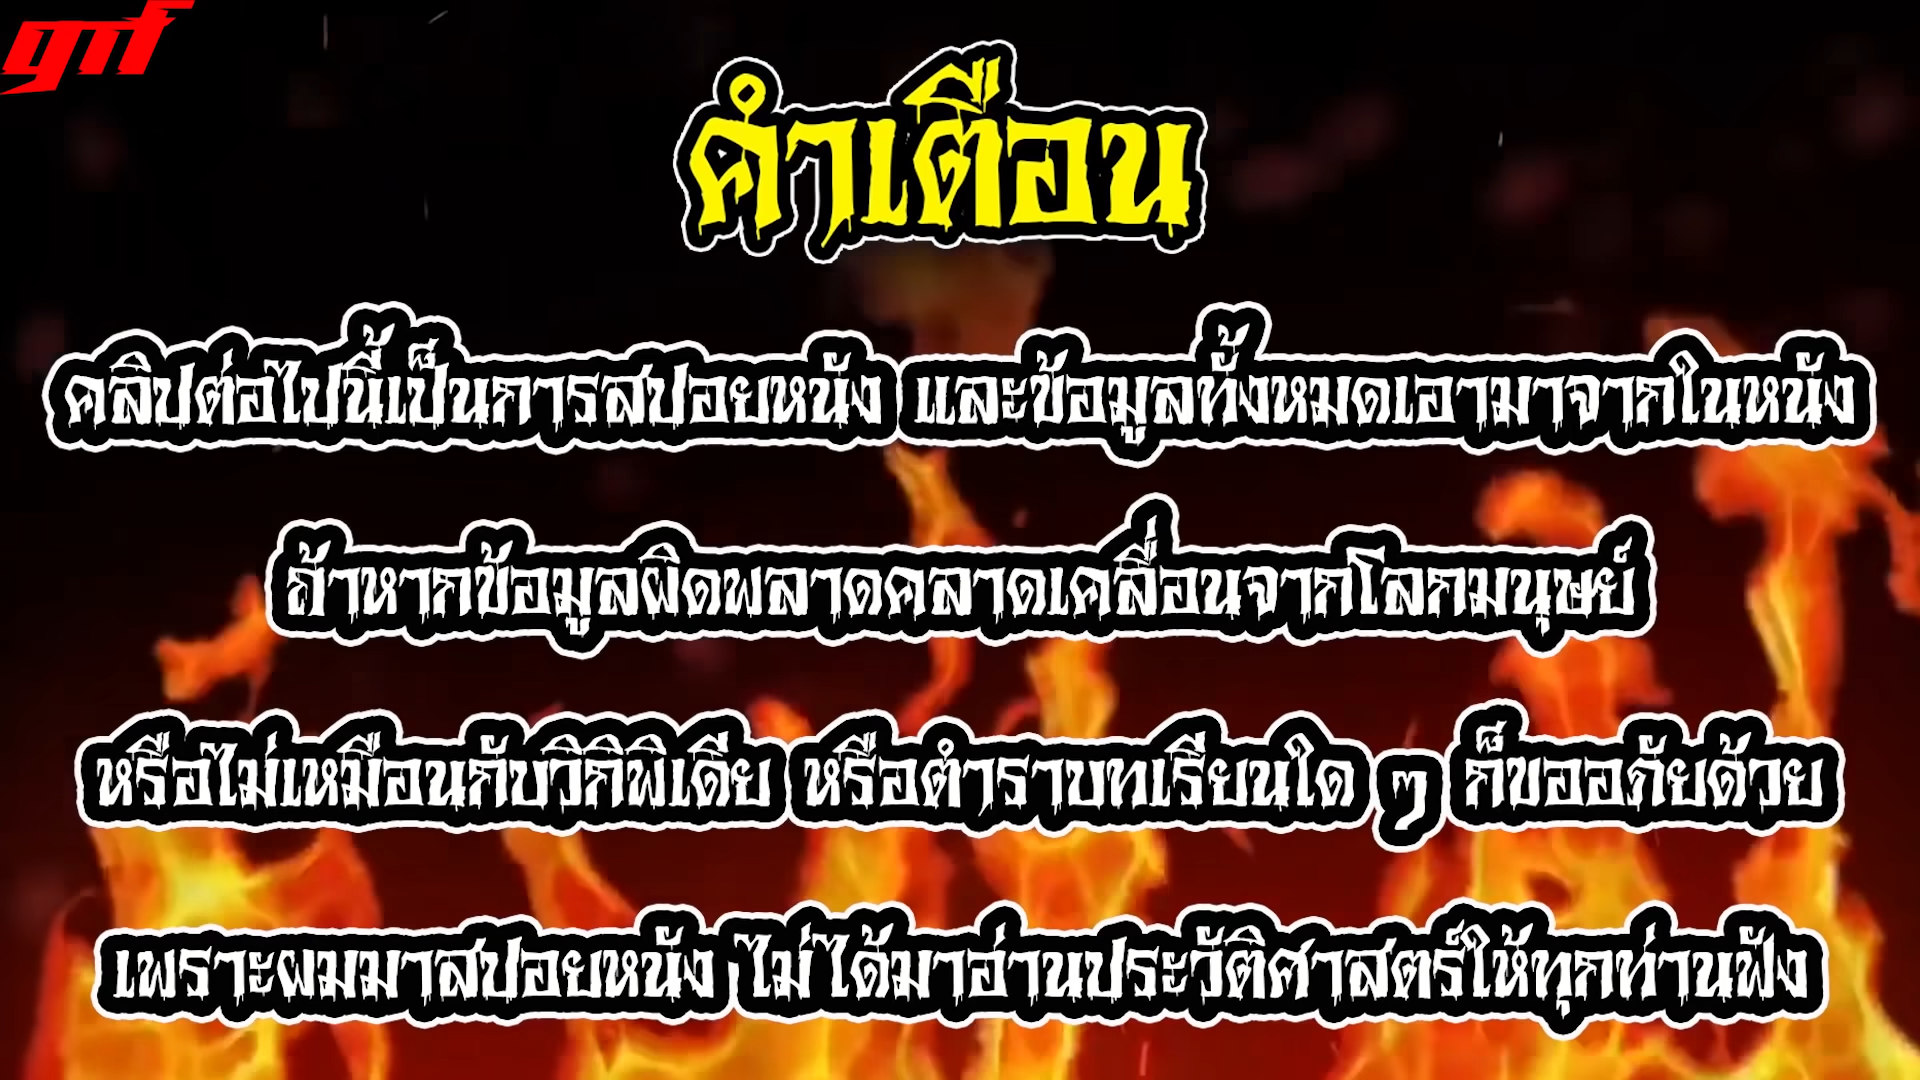 gnf
คำเตือน
คลิปต่อไปนี้เป็นการสปอยหนัง และข้อมูลทั้งหมดเอามาจากในหนัง
ถ้าหากข้อมูลผิดพลาดคลาดเคลื่อนจากโลกมนุษย์
หรือไม่เหมือนกับวิกิพิเดีย หรือตำราบทเรียนใด ๆ ก็ขออภัยด้วย
เพราะผมมาสปอยหนัง ไม่ได้มาอ่านประวัติศาสตร์ให้ทุกท่านฟัง